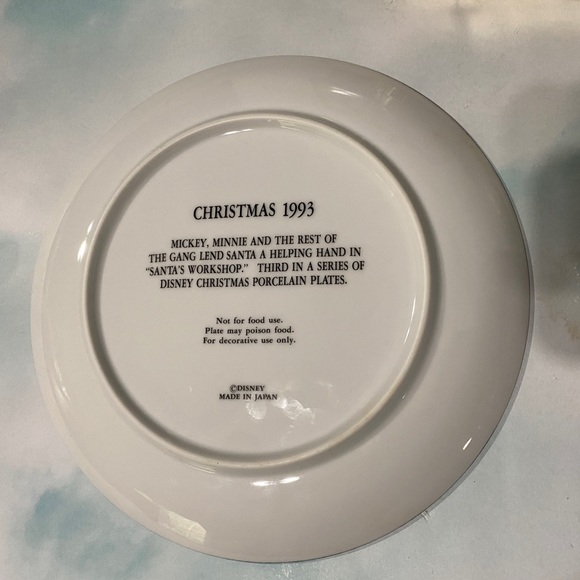 CHRISTMAS 1993
MICKEY, MINNIE AND THE REST OF
THE GANG LEND SANTA A HELPING HAND IN
“SANTA'S WORKSHOP.” THIRD IN A SERIES OF
DISNEY CHRISTMAS PORCELAIN PLATES.
Not for food use.
Plate may poison food.
For decorative use only.
©DISNEY
MADE IN JAPAN